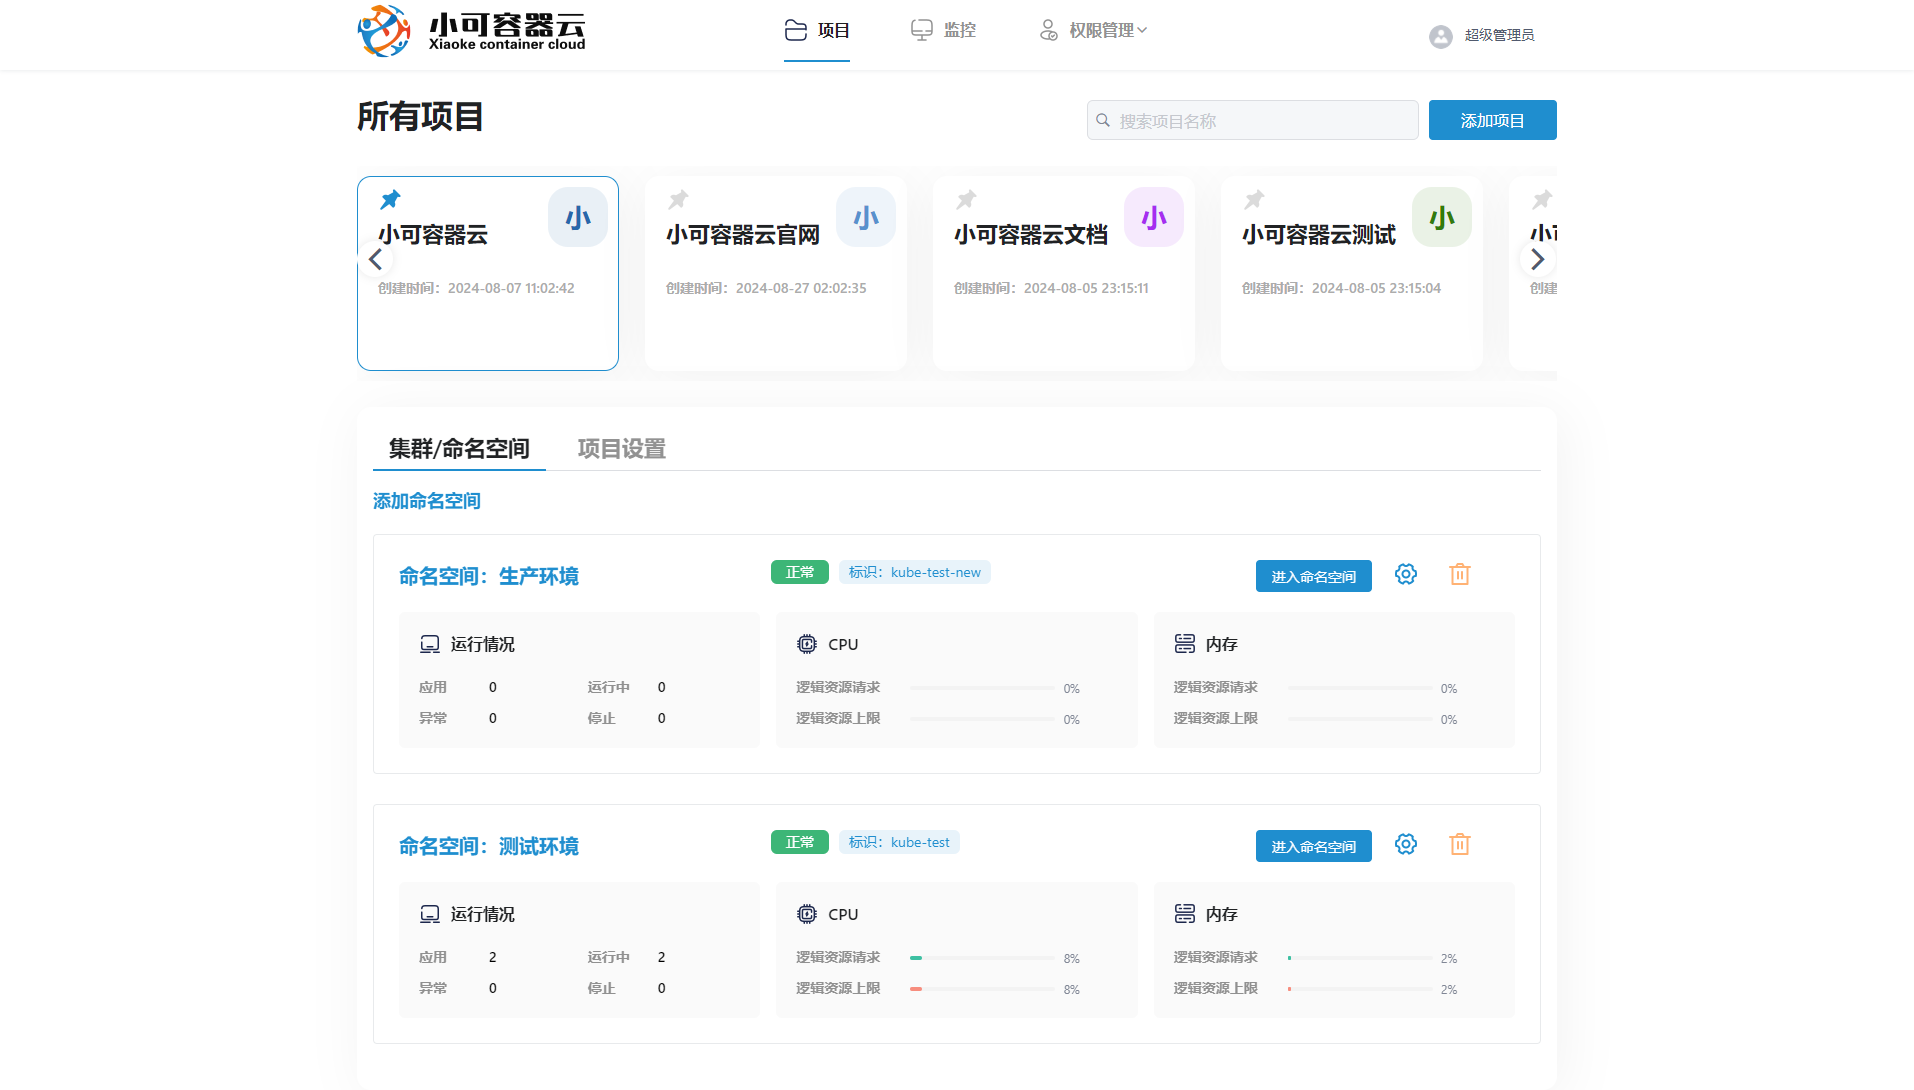 小可容器云
Xiaoke container cloud
项目
监控
权限管理
超级管理员
所有项目
搜索项目名称
添加项目
小可容器云
小
创建时间：2024-08-07 11:02:42
小可容器云官网
小
创建时间：2024-08-27 02:02:35
小可容器云文档
小
创建时间：2024-08-05 23:15:11
小可容器云测试
小
创建时间：2024-08-05 23:15:04
小
创建
集群/命名空间
项目设置
添加命名空间
命名空间：生产环境
正常
标识：kube-test-new
进入命名空间
运行情况
应用 0 运行中 0
异常 0 停止 0
CPU
逻辑资源请求 0%
逻辑资源上限 0%
内存
逻辑资源请求 0%
逻辑资源上限 0%
命名空间：测试环境
正常
标识：kube-test
进入命名空间
运行情况
应用 2 运行中 2
异常 0 停止 0
CPU
逻辑资源请求 8%
逻辑资源上限 8%
内存
逻辑资源请求 2%
逻辑资源上限 2%